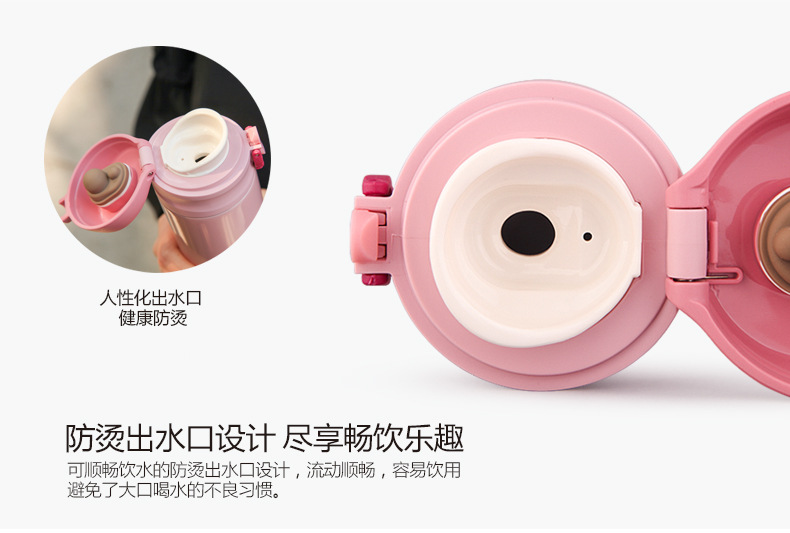 人性化出水口
健康防烫
防烫出水口设计 尽享畅饮乐趣
可顺畅饮水的防烫出水口设计，流动顺畅，容易饮用
避免了大口喝水的不良习惯。